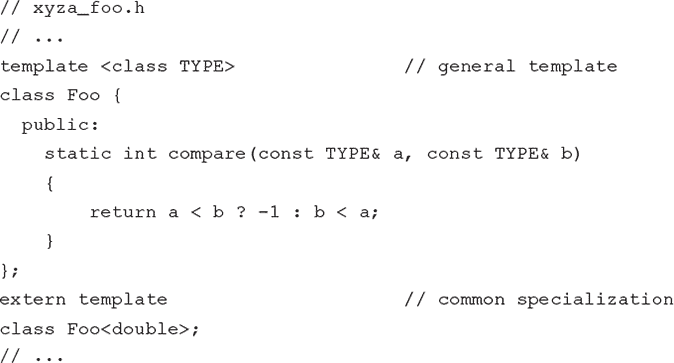 // xyza_foo.h
// ...
template <class TYPE>               // general template
class Foo {
  public:
    static int compare(const TYPE& a, const TYPE& b)
    {
        return a < b ? -1 : b < a;
    }
};
extern template                     // common specialization
class Foo<double>;
// ...